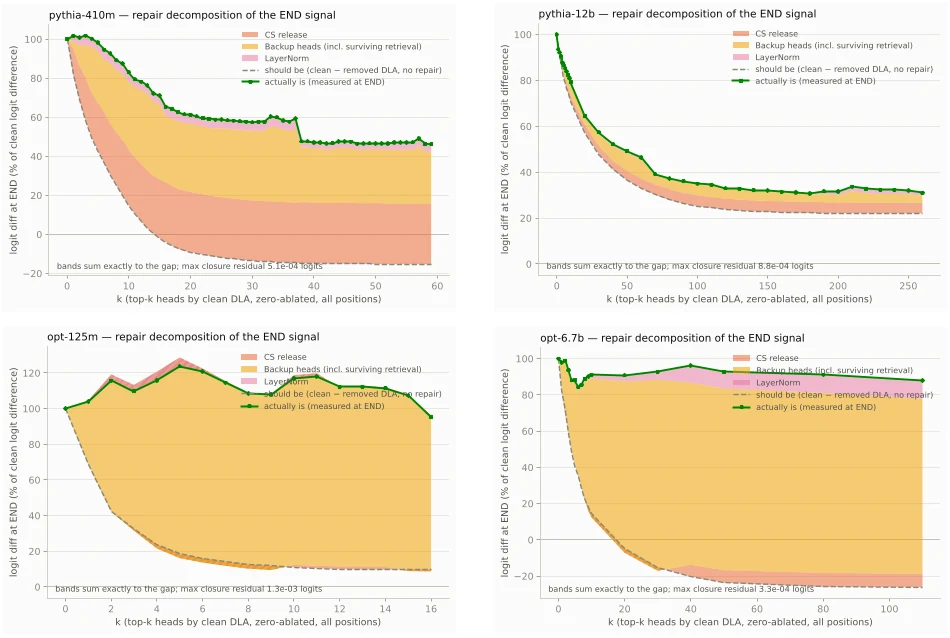 pythia-410m — repair decomposition of the END signal
CS release
Backup heads (incl. surviving retrieval)
LayerNorm
should be (clean − removed DLA, no repair)
actually is (measured at END)
logit diff at END (% of clean logit difference)
100
80
60
40
20
0
−20
bands sum exactly to the gap; max closure residual 5.1e-04 logits
0 10 20 30 40 50 60
k (top-k heads by clean DLA, zero-ablated, all positions)
pythia-12b — repair decomposition of the END signal
CS release
Backup heads (incl. surviving retrieval)
LayerNorm
should be (clean − removed DLA, no repair)
actually is (measured at END)
logit diff at END (% of clean logit difference)
100
80
60
40
20
0
bands sum exactly to the gap; max closure residual 8.8e-04 logits
0 50 100 150 200 250
k (top-k heads by clean DLA, zero-ablated, all positions)
opt-125m — repair decomposition of the END signal
CS release
Backup heads (incl. surviving retrieval)
LayerNorm
should be (clean − removed DLA, no repair)
actually is (measured at END)
logit diff at END (% of clean logit difference)
120
100
80
60
40
20
0
bands sum exactly to the gap; max closure residual 1.3e-03 logits
0 2 4 6 8 10 12 14 16
k (top-k heads by clean DLA, zero-ablated, all positions)
opt-6.7b — repair decomposition of the END signal
CS release
Backup heads (incl. surviving retrieval)
LayerNorm
should be (clean − removed DLA, no repair)
actually is (measured at END)
logit diff at END (% of clean logit difference)
100
80
60
40
20
0
−20
bands sum exactly to the gap; max closure residual 3.3e-04 logits
0 20 40 60 80 100
k (top-k heads by clean DLA, zero-ablated, all positions)